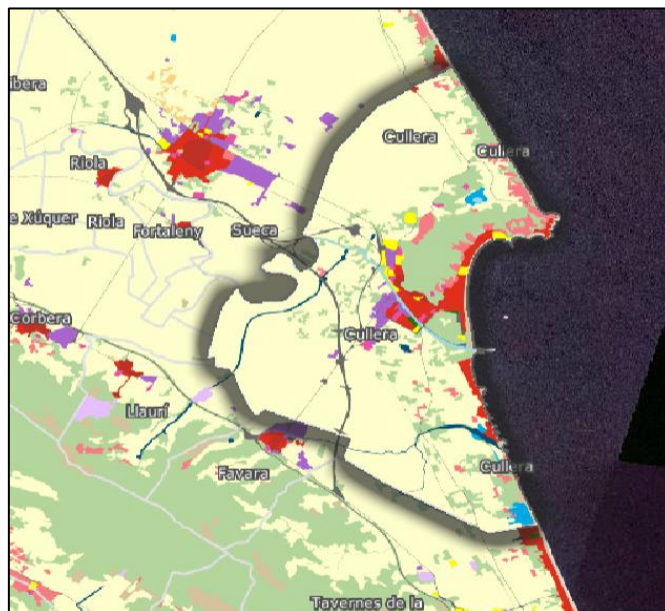 Cullera
Cullera
Riola
e Xúquer
Riola
Fortaleny
Sueca
Corbera
Cullera
Llaurí
Favara
Cullera
Tavernes de la